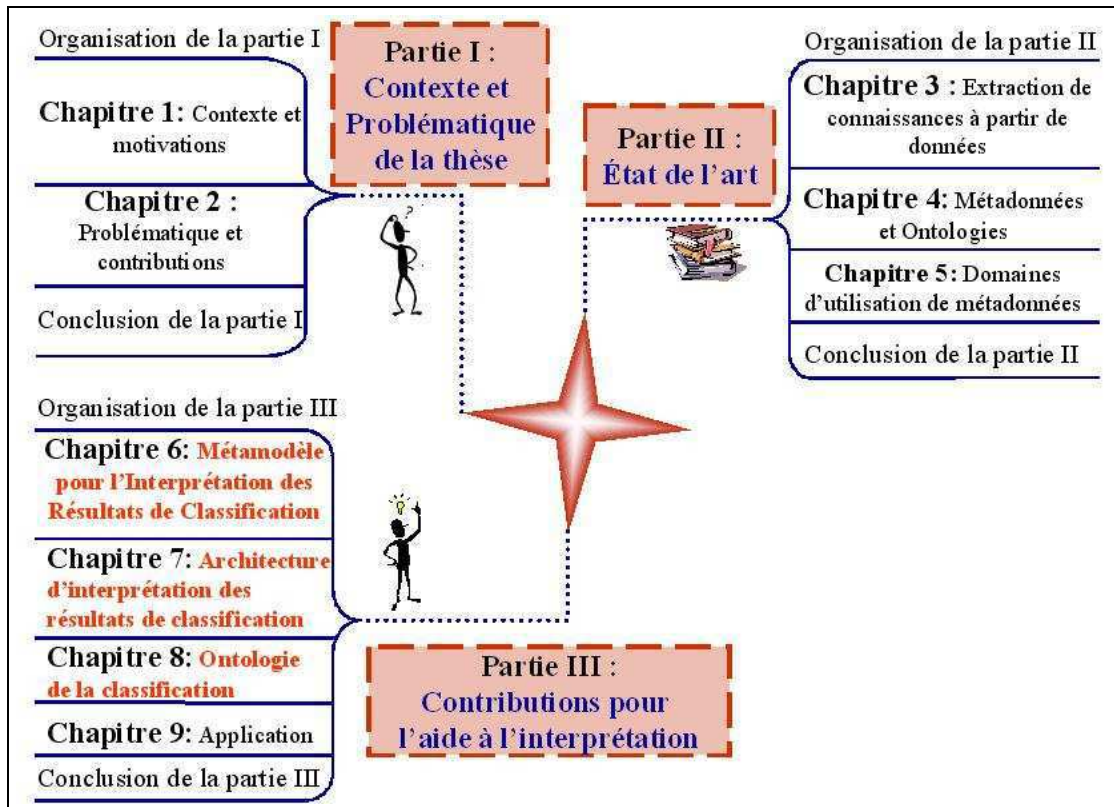 Organisation de la partie I
Chapitre 1: Contexte et
motivations
Chapitre 2 :
Problématique et
contributions
Conclusion de la partie I
Partie I :
Contexte et
Problématique
de la thèse
?
Partie II :
État de l’art
Organisation de la partie II
Chapitre 3 : Extraction de
connaissances à partir de
données
Chapitre 4: Métadonnées
et Ontologies
Chapitre 5: Domaines
d’utilisation de métadonnées
Conclusion de la partie II
Organisation de la partie III
Chapitre 6: Métamodèle
pour l’Interprétation des
Résultats de Classification
Chapitre 7: Architecture
d’interprétation des
résultats de classification
Chapitre 8: Ontologie
de la classification
Chapitre 9: Application
Conclusion de la partie III
Partie III :
Contributions pour
l’aide à l’interprétation